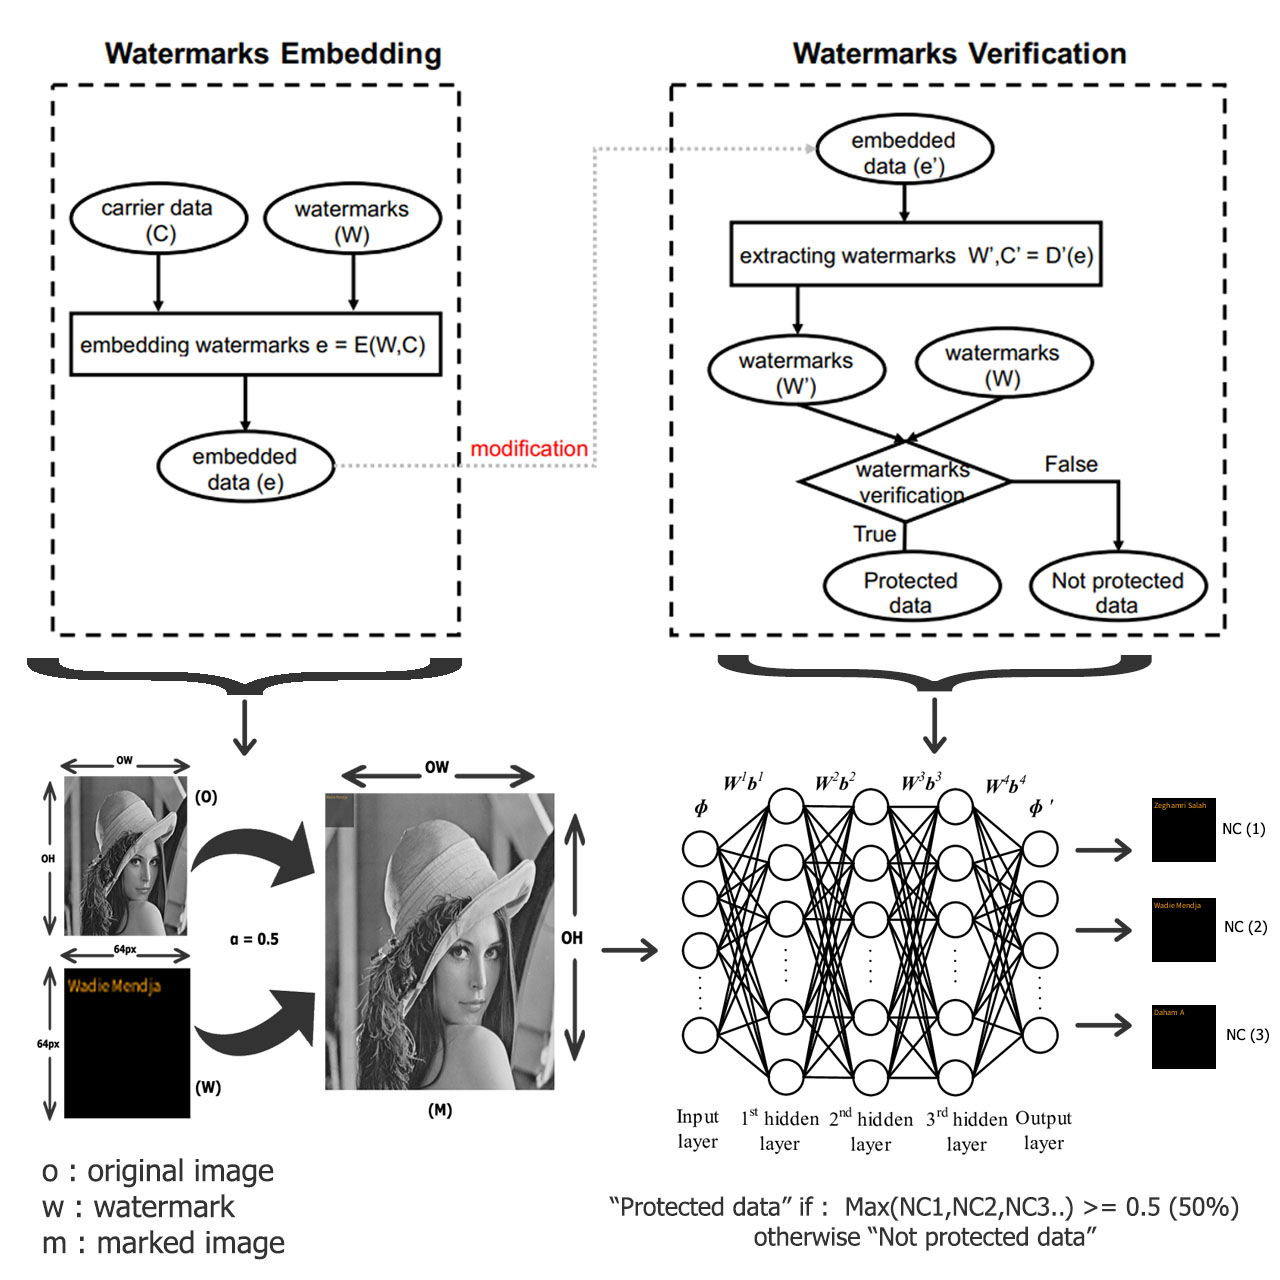 Watermarks Embedding
carrier data
(C)
watermarks
(W)
embedding watermarks e = E(W,C)
embedded
data (e)
modification
Watermarks Verification
embedded
data (e’)
extracting watermarks W’,C’ = D’(e)
watermarks
(W’)
watermarks
(W)
watermarks
verification
False
True
Protected
data
Not protected
data
OW
(O)
OH
64px
α = 0.5
Wadie Mendja
64px
(W)
OW
Wadie Mendja
OH
(M)
o : original image
w : watermark
m : marked image
W¹b¹
W²b²
W³b³
W⁴b⁴
ϕ
ϕ '
Zeghamri Salah
NC (1)
Wadie Mendja
NC (2)
Daham A
NC (3)
Input
layer
1st hidden
layer
2nd hidden
layer
3rd hidden
layer
Output
layer
“Protected data” if : Max(NC1,NC2,NC3..) >= 0.5 (50%)
otherwise “Not protected data”